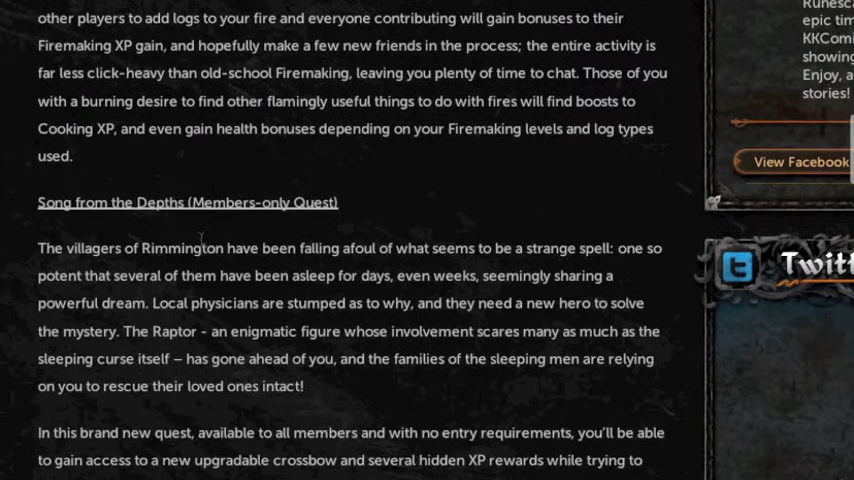 other players to add logs to your fire and everyone contributing will gain bonuses to their
Firemaking XP gain, and hopefully make a few new friends in the process; the entire activity is
far less click-heavy than old-school Firemaking, leaving you plenty of time to chat. Those of you
with a burning desire to find other flamingly useful things to do with fires will find boosts to
Cooking XP, and even gain health bonuses depending on your Firemaking levels and log types
used.
Song from the Depths (Members-only Quest)
The villagers of Rimmington have been falling afoul of what seems to be a strange spell: one so
potent that several of them have been asleep for days, even weeks, seemingly sharing a
powerful dream. Local physicians are stumped as to why, and they need a new hero to solve
the mystery. The Raptor - an enigmatic figure whose involvement scares many as much as the
sleeping curse itself – has gone ahead of you, and the families of the sleeping men are relying
on you to rescue their loved ones intact!
In this brand new quest, available to all members and with no entry requirements, you'll be able
to gain access to a new upgradable crossbow and several hidden XP rewards while trying to
Runesca
epic tim
KKComi
showing
Enjoy, a
stories!
View Facebook
Twitt